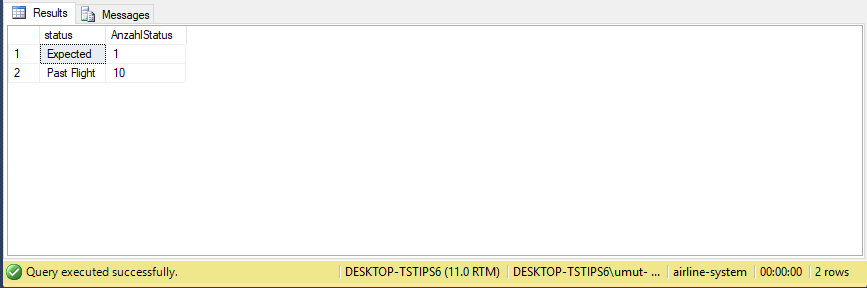 Results Messages
status AnzahlStatus
1 Expected 1
2 Past Flight 10
Query executed successfully. DESKTOP-TSTIPS6 (11.0 RTM) DESKTOP-TSTIPS6\umut- ... airline-system 00:00:00 2 rows